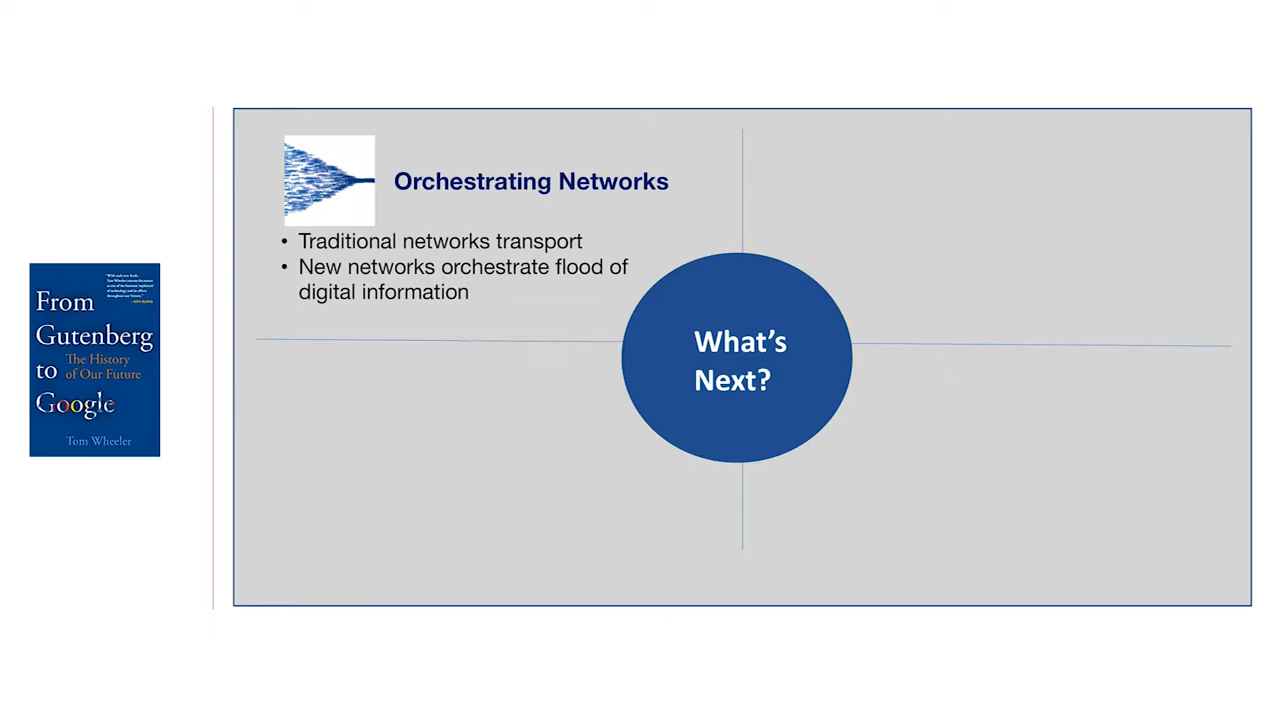 Orchestrating Networks
• Traditional networks transport
• New networks orchestrate flood of
digital information
What's
Next?
From
Gutenberg
to The History
of Our Future
Google
Tom Wheeler